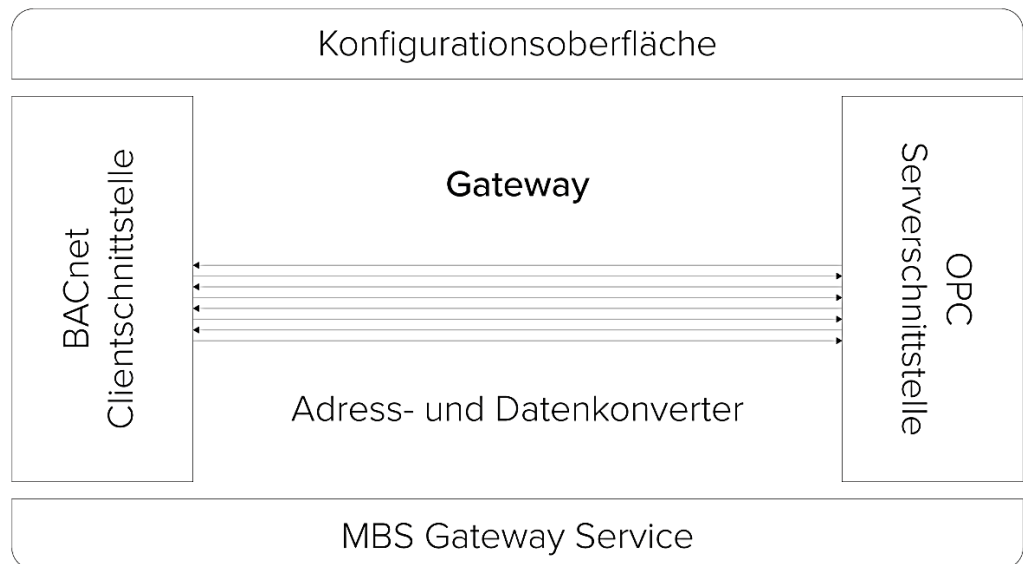 Konfigurationsoberfläche
BACnet
Clientschnittstelle
Gateway
Adress- und Datenkonverter
OPC
Serverschnittstelle
MBS Gateway Service